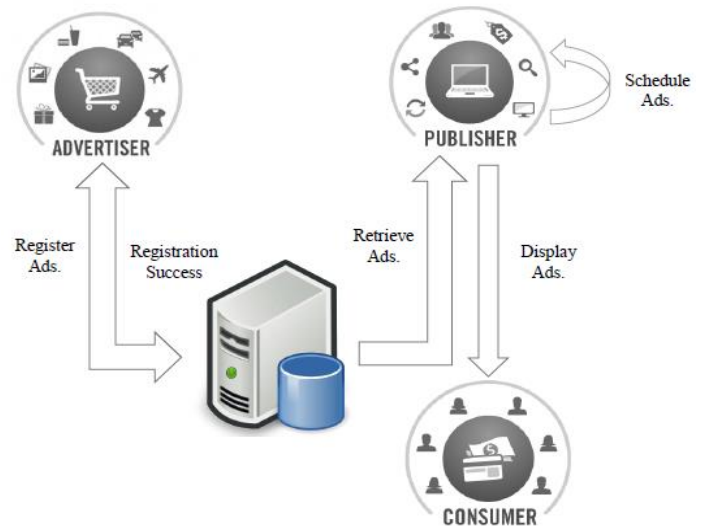 ADVERTISER
PUBLISHER
Schedule
Ads.
Register
Ads.
Registration
Success
Retrieve
Ads.
Display
Ads.
CONSUMER